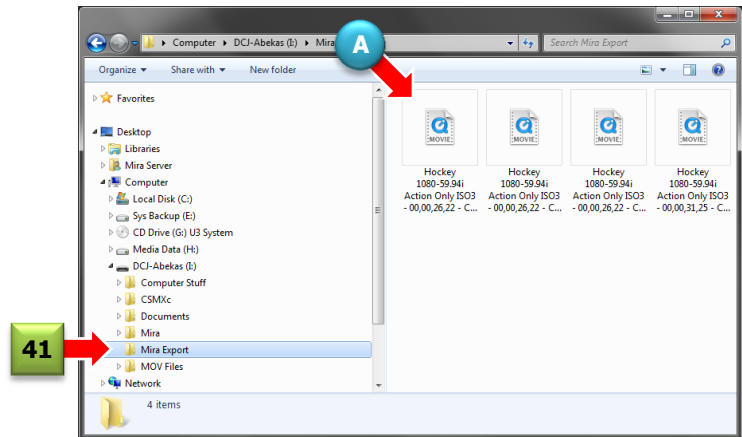 Computer ▸ DCJ-Abekas (I:) ▸ Mira
Search Mira Export
A
Organize Share with New folder
Favorites
Desktop
Libraries
Mira Server
Computer
Local Disk (C:)
Sys Backup (E:)
CD Drive (G:) U3 System
Media Data (H:)
DCJ-Abekas (I:)
Computer Stuff
CSMXc
Documents
Mira
Mira Export
MOV Files
Network
41
MOVIE MOVIE MOVIE MOVIE
Hockey
1080-59.94i
Action Only ISO3
- 00,00,26,22 - C...
Hockey
1080-59.94i
Action Only ISO3
- 00,00,26,22 - C...
Hockey
1080-59.94i
Action Only ISO3
- 00,00,26,22 - C...
Hockey
1080-59.94i
Action Only ISO3
- 00,00,31,25 - C...
4 items